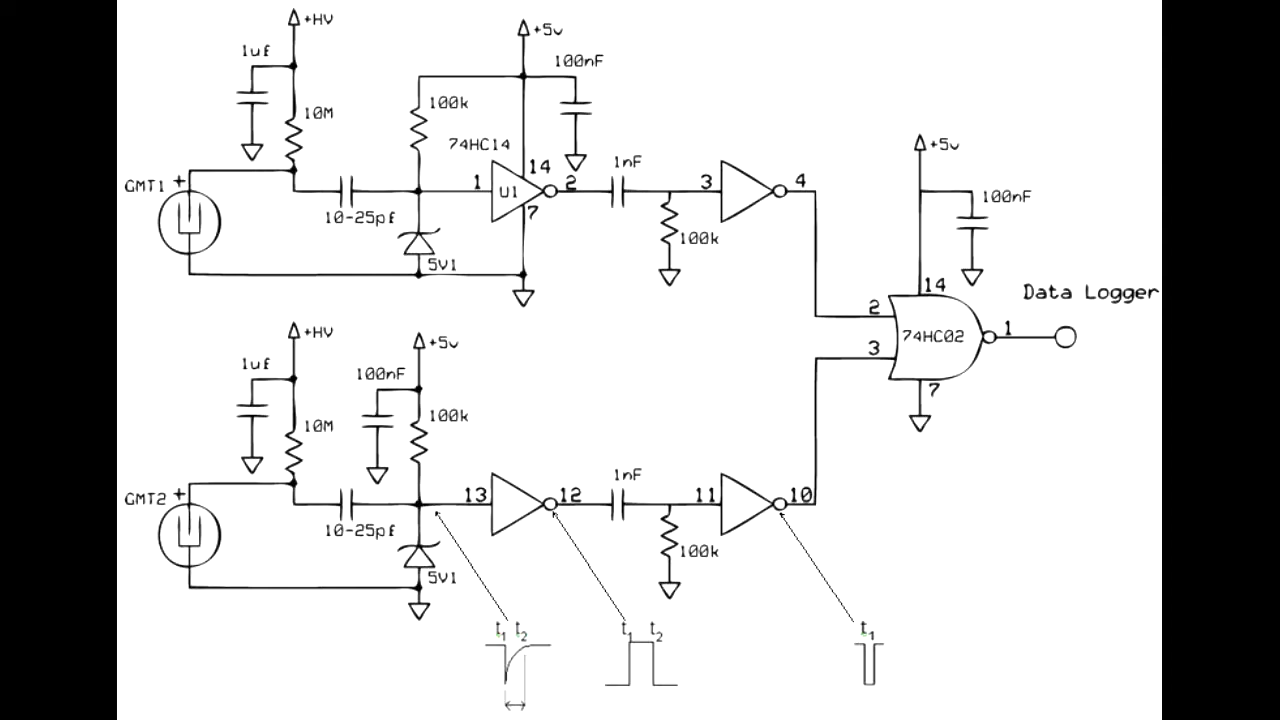 +HV
1uf
10M
GMT1 +
10-25pf
+5v
100nF
100k
74HC14
1
U1
14
2
7
5V1
1nF
3
4
100k
+5v
100nF
14
2
3
74HC02
1
7
Data Logger
+HV
1uf
10M
GMT2 +
10-25pf
+5v
100nF
100k
13
12
5V1
1nF
11
10
100k
t1 t2
t1 t2
t1